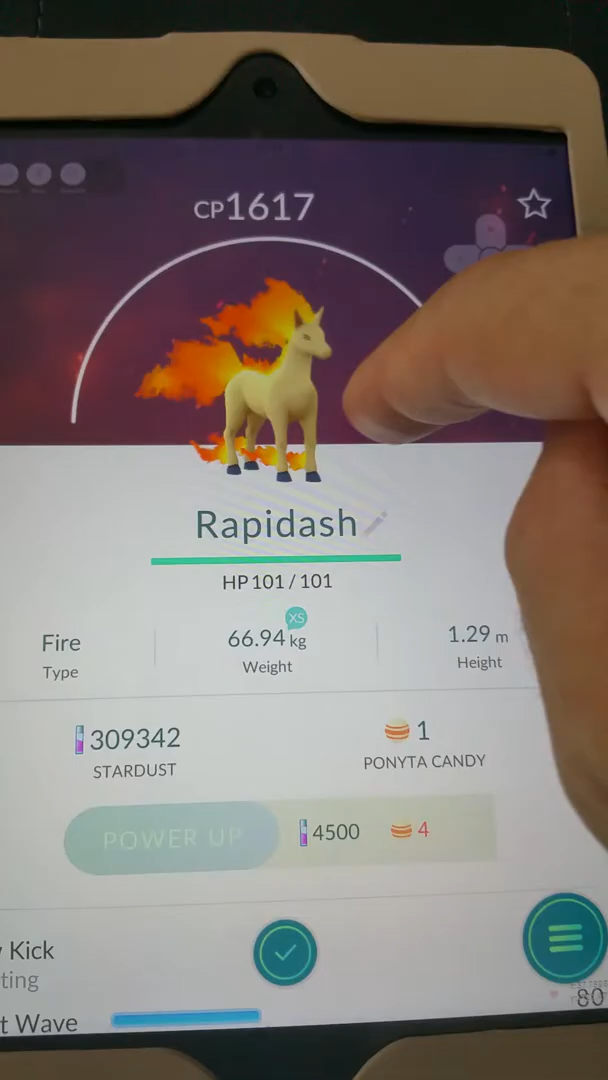 CP1617
Rapidash
HP 101 / 101
XS
Fire
66.94 kg
1.29 m
Type
Weight
Height
309342
1
STARDUST
PONYTA CANDY
POWER UP
4500
4
Kick
ting
t Wave
80